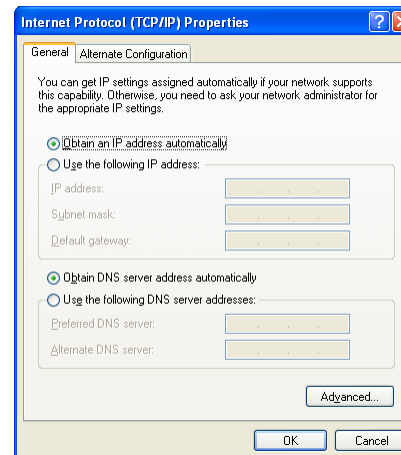 Internet Protocol (TCP/IP) Properties
General
Alternate Configuration
You can get IP settings assigned automatically if your network supports
this capability. Otherwise, you need to ask your network administrator for
the appropriate IP settings.
Obtain an IP address automatically
Use the following IP address:
IP address:
Subnet mask:
Default gateway:
Obtain DNS server address automatically
Use the following DNS server addresses:
Preferred DNS server:
Alternate DNS server:
Advanced...
OK
Cancel